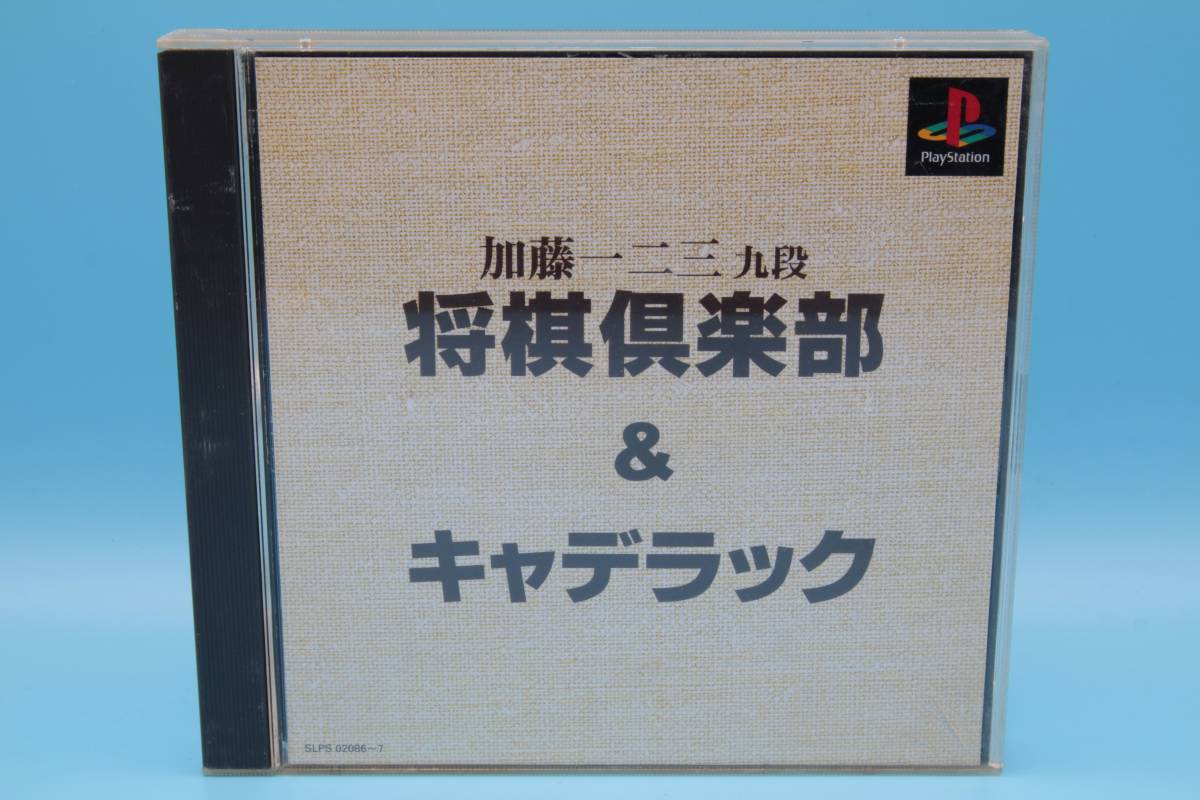 PlayStation
加藤一二三 九段
将棋倶楽部
&
キャデラック
SLPS 02086~7